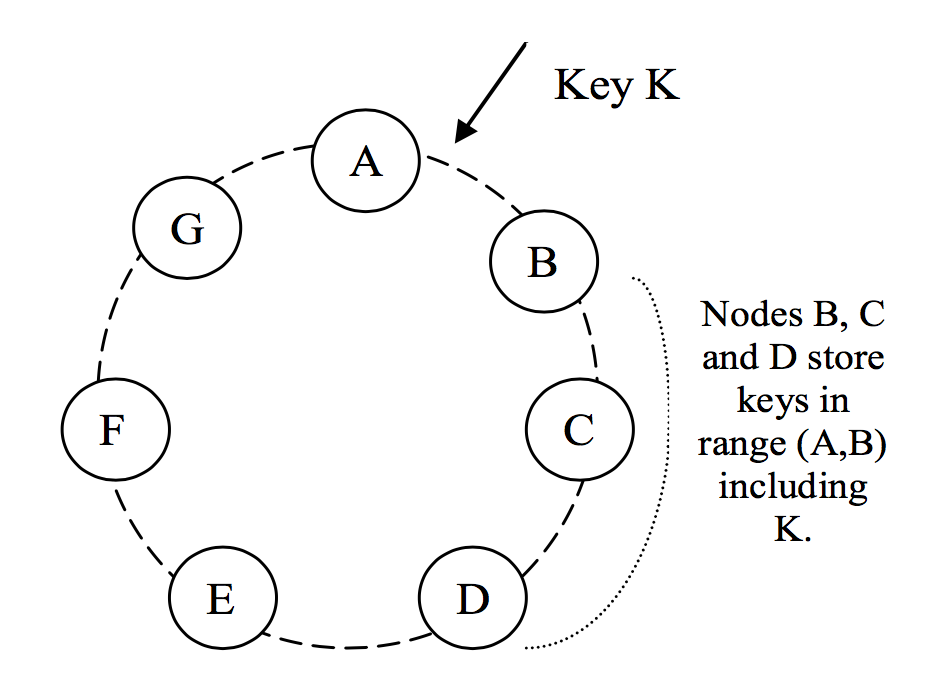 Key K
A
G
B
Nodes B, C
and D store
keys in
range (A,B)
including
K.
F
C
E
D